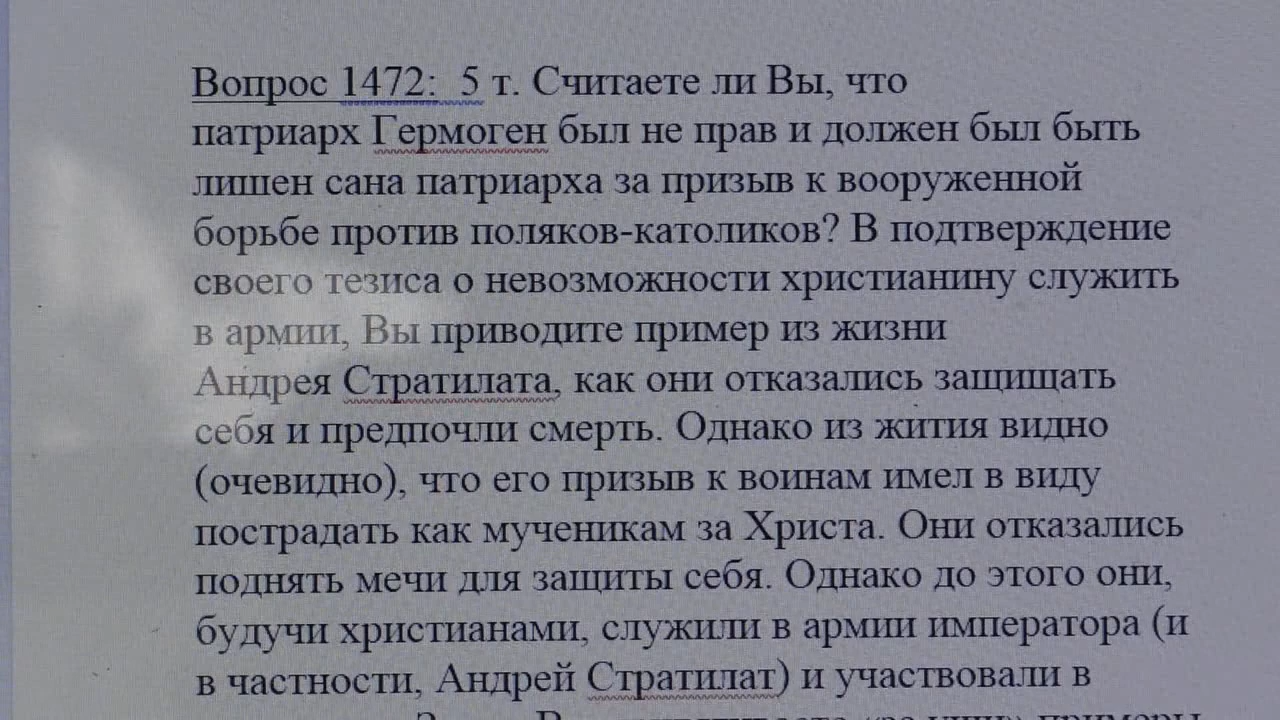 Вопрос 1472:  5 т. Считаете ли Вы, что
патриарх Гермоген был не прав и должен был быть
лишен сана патриарха за призыв к вооруженной
борьбе против поляков-католиков? В подтверждение
своего тезиса о невозможности христианину служить
в армии, Вы приводите пример из жизни
Андрея Стратилата, как они отказались защищать
себя и предпочли смерть. Однако из жития видно
(очевидно), что его призыв к воинам имел в виду
пострадать как мученикам за Христа. Они отказались
поднять мечи для защиты себя. Однако до этого они,
будучи христианами, служили в армии императора (и
в частности, Андрей Стратилат) и участвовали в